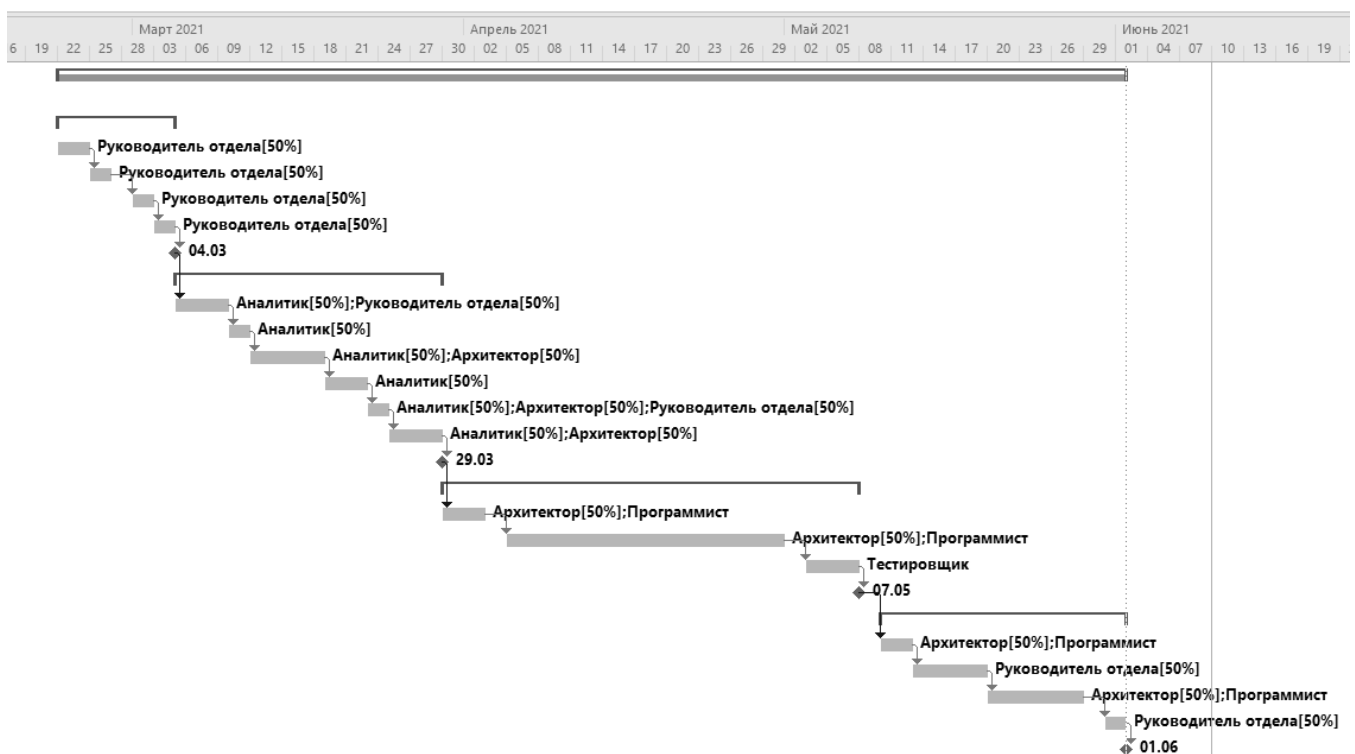 Март 2021 Апрель 2021 Май 2021 Июнь 2021
6 19 22 25 28 03 06 09 12 15 18 21 24 27 30 02 05 08 11 14 17 20 23 26 29 02 05 08 11 14 17 20 23 26 29 01 04 07 10 13 16 19
Руководитель отдела[50%]
Руководитель отдела[50%]
Руководитель отдела[50%]
Руководитель отдела[50%]
04.03
Аналитик[50%];Руководитель отдела[50%]
Аналитик[50%]
Аналитик[50%];Архитектор[50%]
Аналитик[50%]
Аналитик[50%];Архитектор[50%];Руководитель отдела[50%]
Аналитик[50%];Архитектор[50%]
29.03
Архитектор[50%];Программист
Архитектор[50%];Программист
Тестировщик
07.05
Архитектор[50%];Программист
Руководитель отдела[50%]
Архитектор[50%];Программист
Руководитель отдела[50%]
01.06